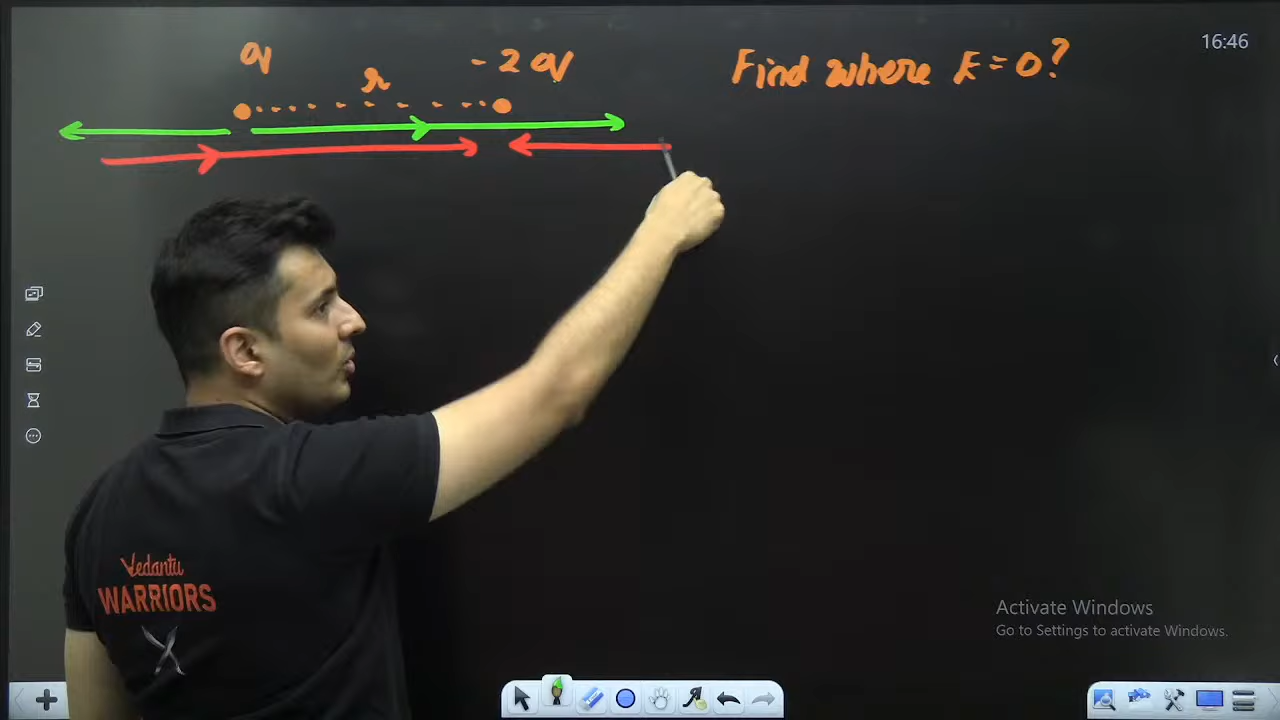 q
-2q
r
Find where E=0?
16:46
Vedantu
WARRIORS
Activate Windows
Go to Settings to activate Windows.